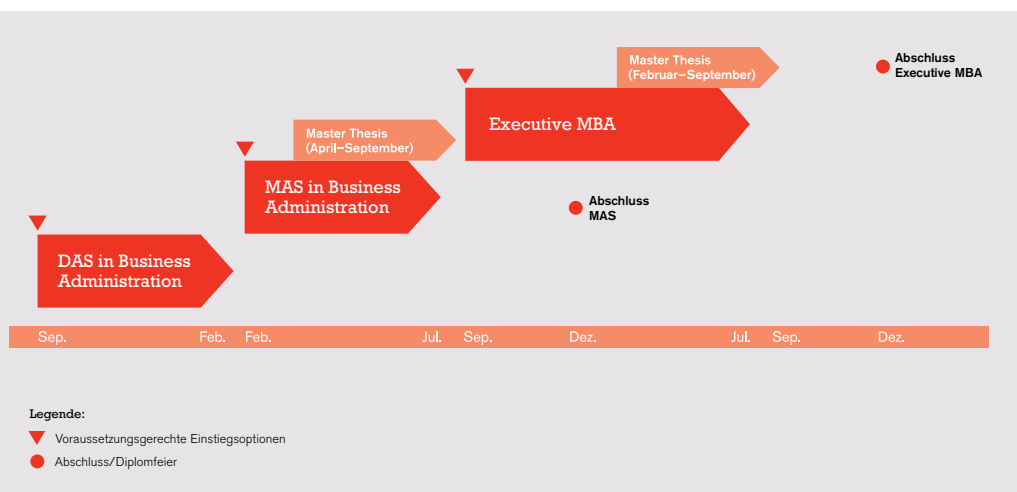 Abschluss
Executive MBA
Master Thesis
(Februar–September)
Executive MBA
Master Thesis
(April–September)
MAS in Business
Administration
Abschluss
MAS
DAS in Business
Administration
Sep. Feb. Feb. Jul. Sep. Dez. Jul. Sep. Dez.
Legende:
Voraussetzungsgerechte Einstiegsoptionen
Abschluss/Diplomfeier